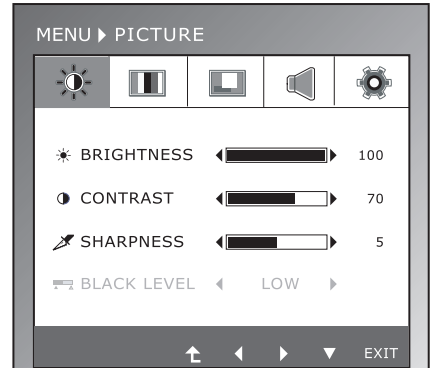 MENU PICTURE
BRIGHTNESS 100
CONTRAST 70
SHARPNESS 5
BLACK LEVEL LOW
EXIT